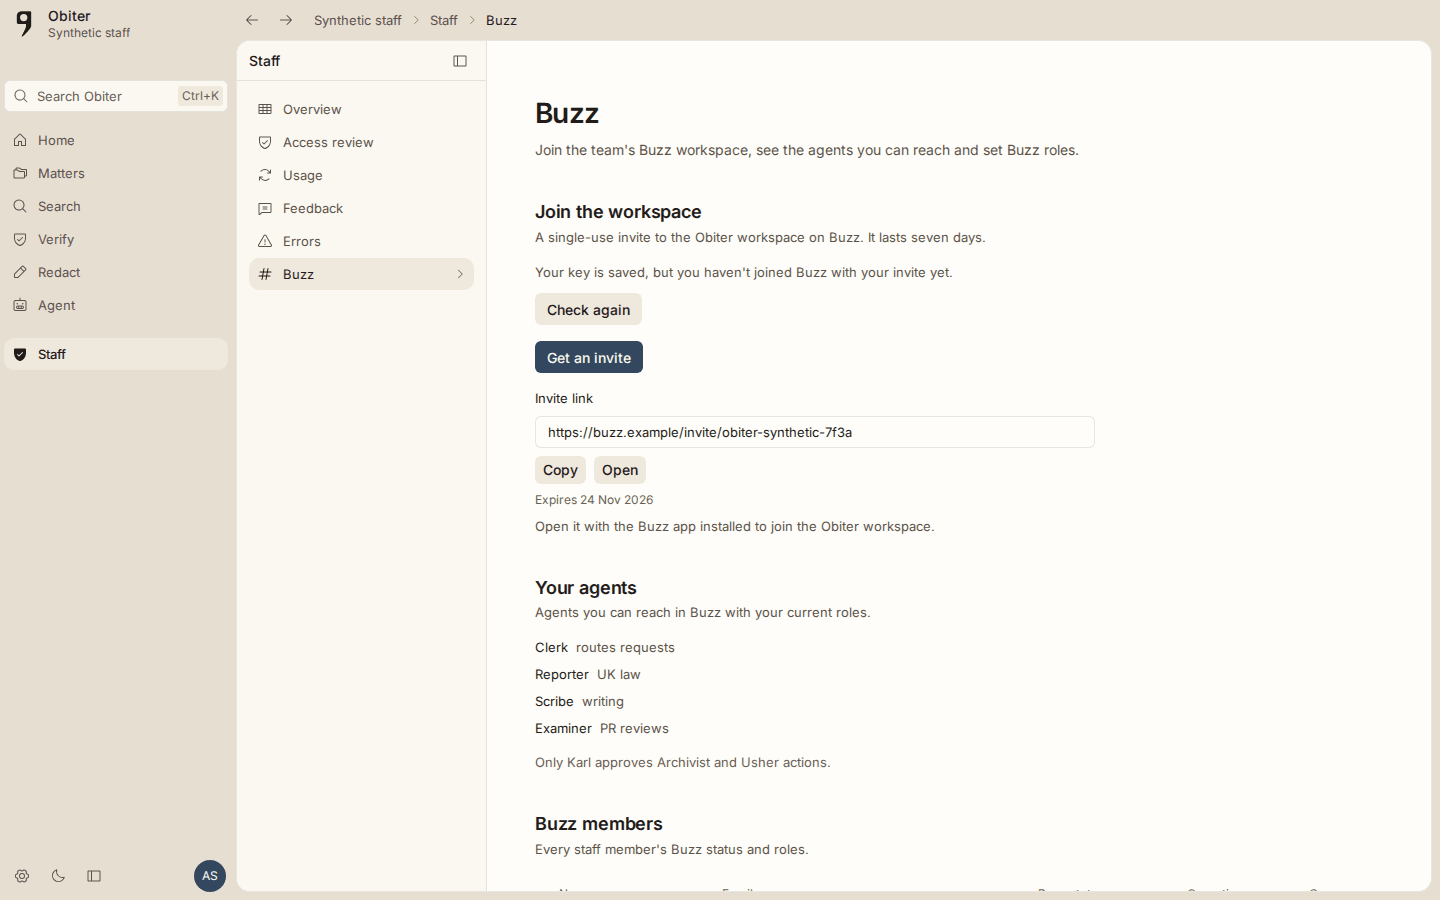 Obiter
Synthetic staff
Synthetic staff > Staff > Buzz
Search Obiter Ctrl+K
Home
Matters
Search
Verify
Redact
Agent
Staff
AS
Staff
Overview
Access review
Usage
Feedback
Errors
Buzz
Buzz
Join the team's Buzz workspace, see the agents you can reach and set Buzz roles.
Join the workspace
A single-use invite to the Obiter workspace on Buzz. It lasts seven days.
Your key is saved, but you haven't joined Buzz with your invite yet.
Check again
Get an invite
Invite link
https://buzz.example/invite/obiter-synthetic-7f3a
Copy Open
Expires 24 Nov 2026
Open it with the Buzz app installed to join the Obiter workspace.
Your agents
Agents you can reach in Buzz with your current roles.
Clerk routes requests
Reporter UK law
Scribe writing
Examiner PR reviews
Only Karl approves Archivist and Usher actions.
Buzz members
Every staff member's Buzz status and roles.